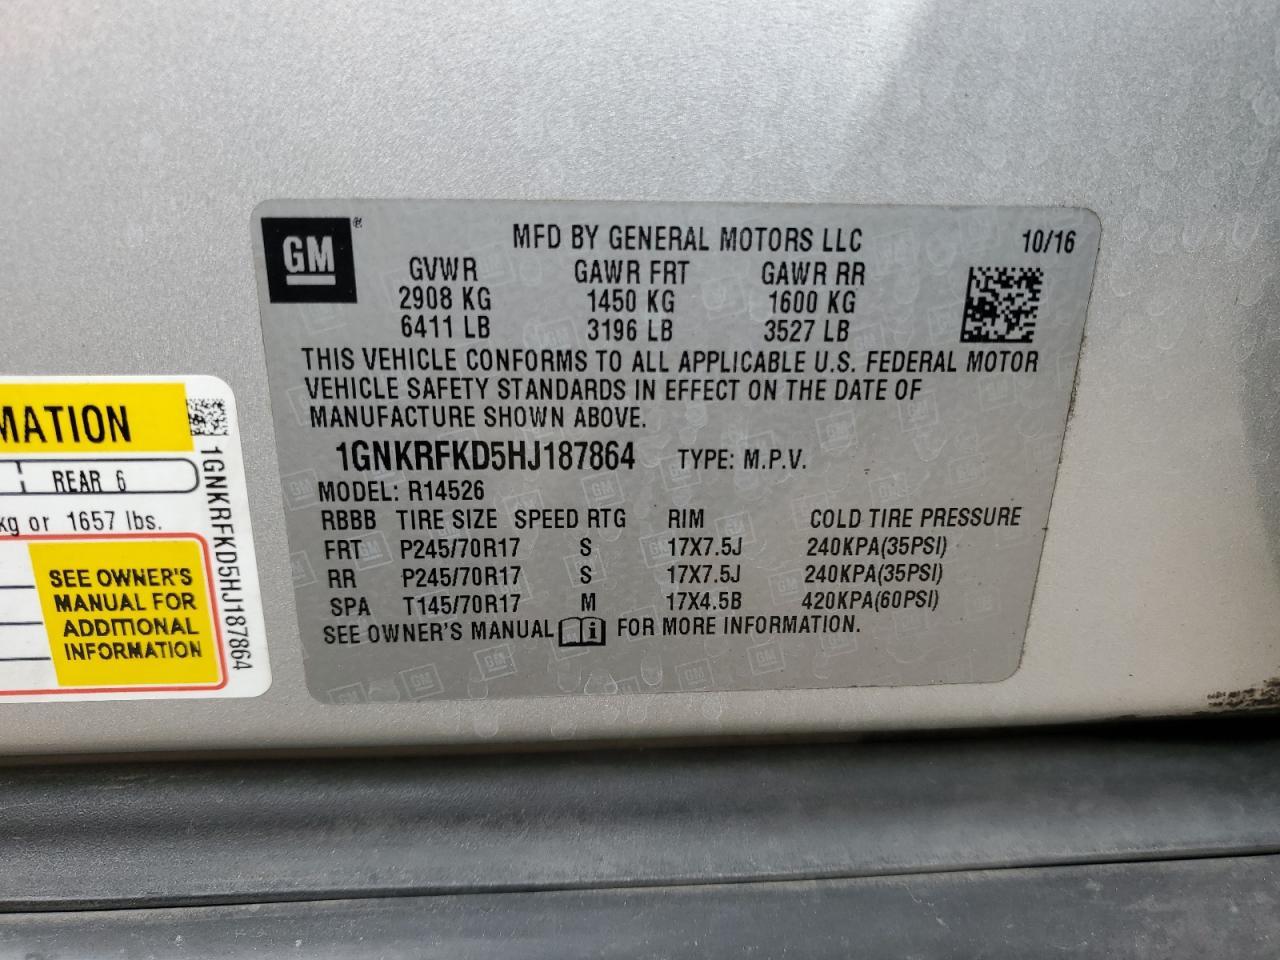 GM ®
MFD BY GENERAL MOTORS LLC 10/16
GVWR GAWR FRT GAWR RR
2908 KG 1450 KG 1600 KG
6411 LB 3196 LB 3527 LB
THIS VEHICLE CONFORMS TO ALL APPLICABLE U.S. FEDERAL MOTOR
VEHICLE SAFETY STANDARDS IN EFFECT ON THE DATE OF
MANUFACTURE SHOWN ABOVE.
1GNKRFKD5HJ187864 TYPE: M.P.V.
MODEL: R14526
RBBB TIRE SIZE SPEED RTG RIM COLD TIRE PRESSURE
FRT P245/70R17 S 17X7.5J 240KPA(35PSI)
RR P245/70R17 S 17X7.5J 240KPA(35PSI)
SPA T145/70R17 M 17X4.5B 420KPA(60PSI)
SEE OWNER'S MANUAL FOR MORE INFORMATION.
MATION
REAR 6
kg or 1657 lbs.
SEE OWNER'S
MANUAL FOR
ADDITIONAL
INFORMATION
1GNKRFKD5HJ187864